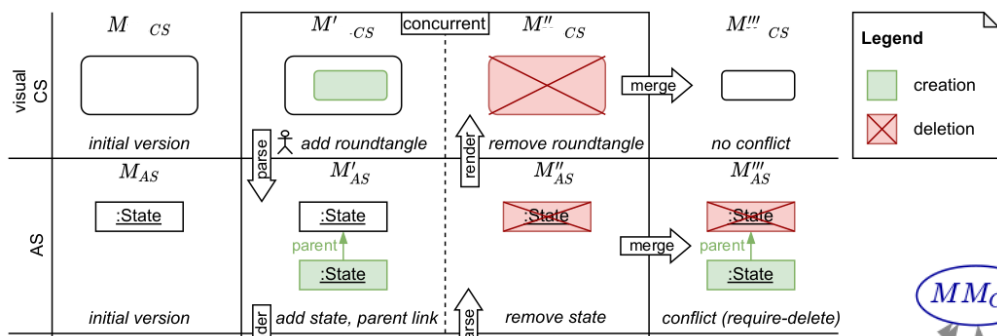 M CS M′ CS concurrent M″ CS M‴ CS
Legend
visual CS
creation
merge
deletion
initial version add roundtangle remove roundtangle no conflict
parse render
M_AS M′_AS M″_AS M‴_AS
:State :State :State :State
AS
parent merge parent
:State :State
MM
initial version add state, parent link remove state conflict (require-delete)